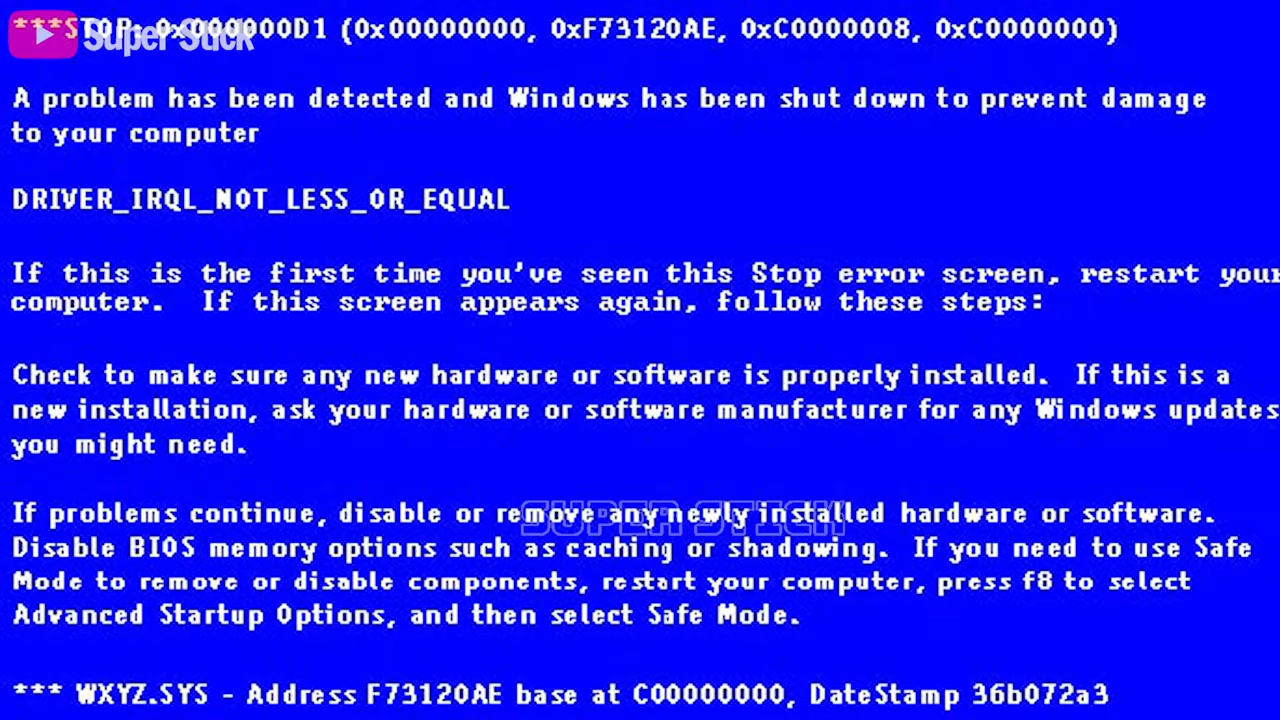 ***STOP: 0x000000D1 (0x00000000, 0xF73120AE, 0xC0000008, 0xC0000000)
Super Stick
A problem has been detected and Windows has been shut down to prevent damage
to your computer
DRIVER_IRQL_NOT_LESS_OR_EQUAL
If this is the first time you've seen this Stop error screen, restart your
computer. If this screen appears again, follow these steps:
Check to make sure any new hardware or software is properly installed. If this is a
new installation, ask your hardware or software manufacturer for any Windows updates
you might need.
If problems continue, disable or remove any newly installed hardware or software.
SUPER STICK
Disable BIOS memory options such as caching or shadowing. If you need to use Safe
Mode to remove or disable components, restart your computer, press f8 to select
Advanced Startup Options, and then select Safe Mode.
*** WXYZ.SYS - Address F73120AE base at C00000000, DateStamp 36b072a3